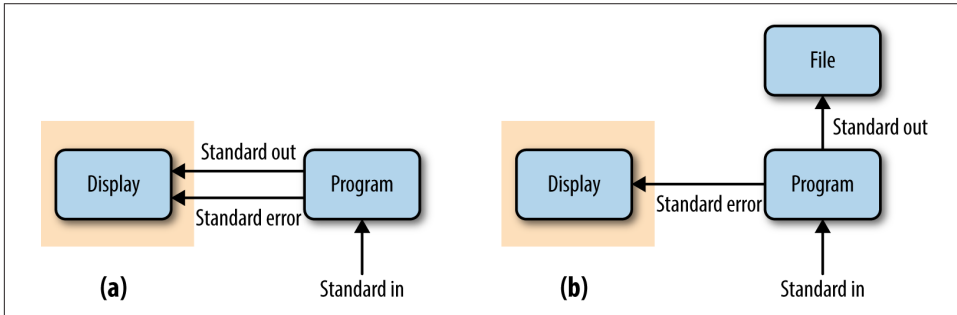 Display
Standard out
Standard error
Program
Standard in
(a)
File
Standard out
Display
Standard error
Program
Standard in
(b)